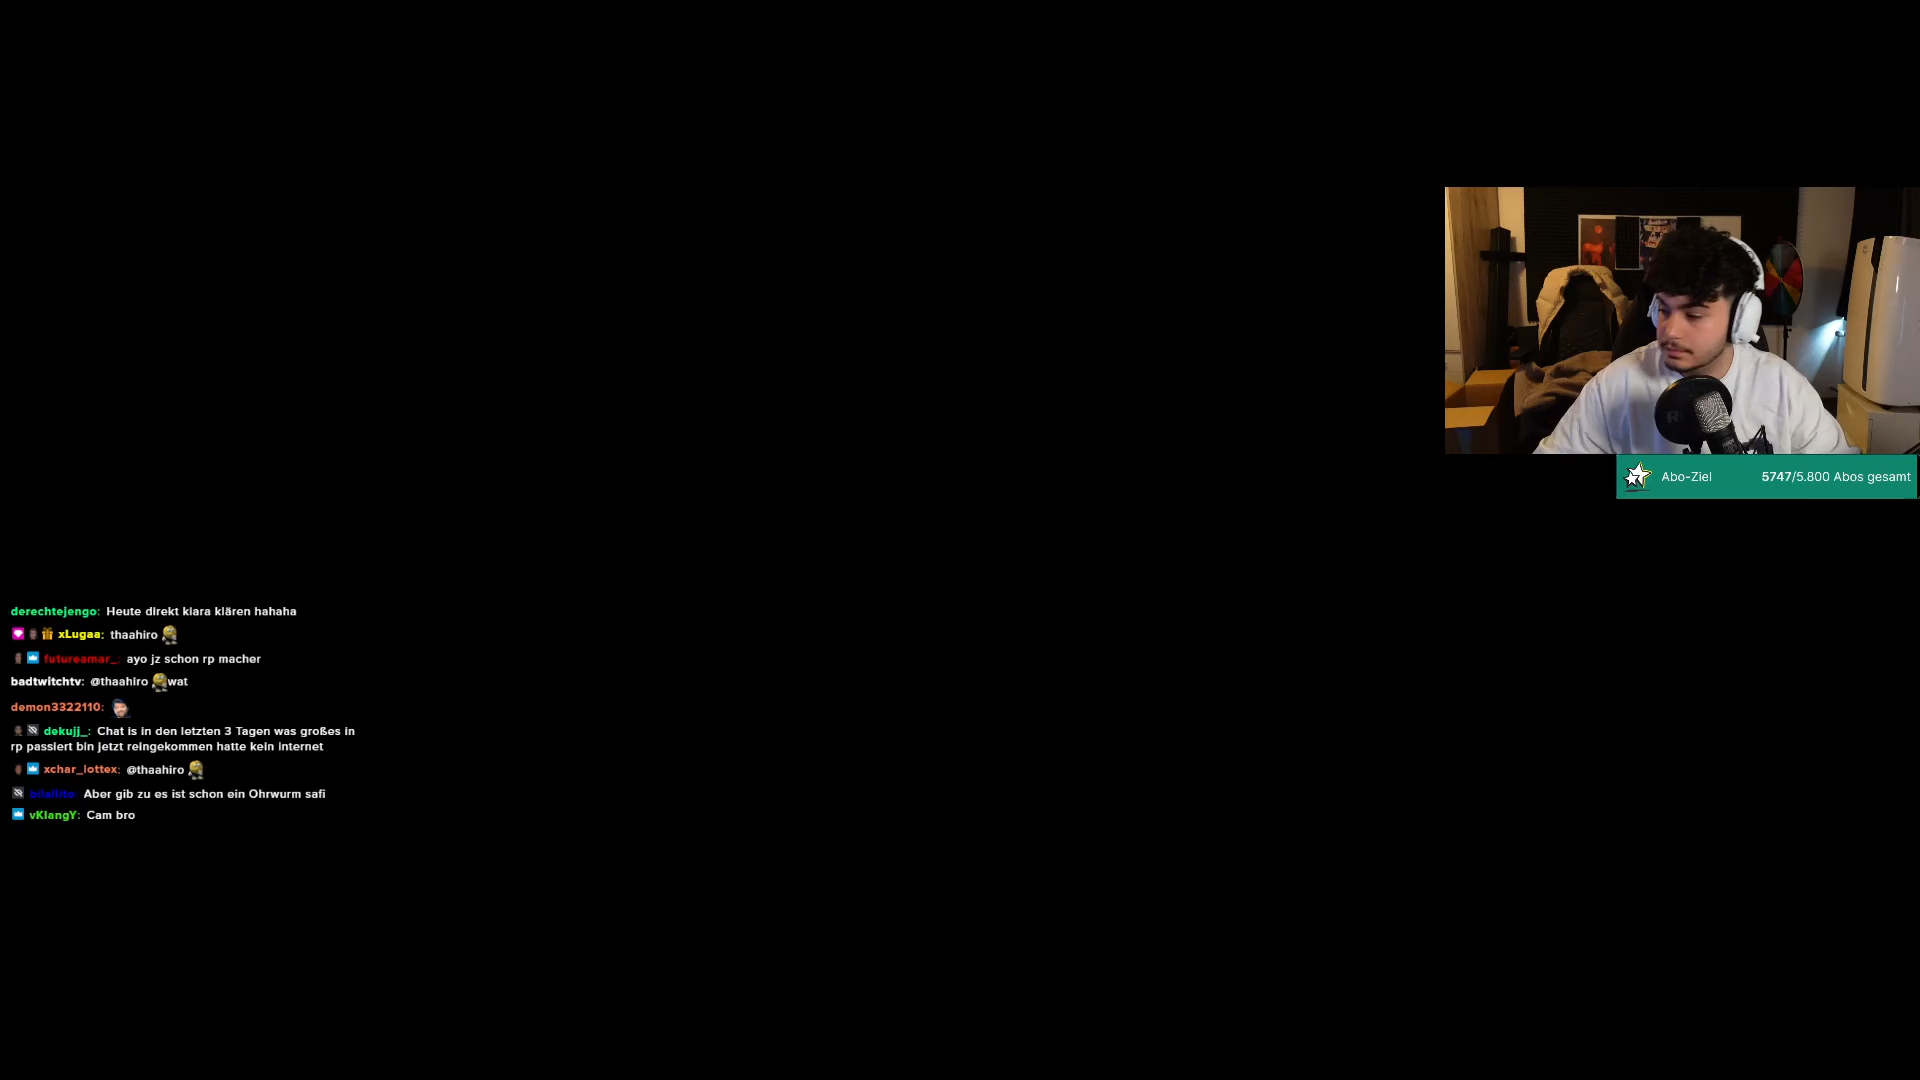 Abo-Ziel 5747/5.800 Abos gesamt
derechtejengo: Heute direkt kiara klären hahaha
xLugaa: thaahiro
futureamar_: ayo jz schon rp macher
badtwitchtv: @thaahiro wat
demon3322110:
dekujj_: Chat is in den letzten 3 Tagen was großes in
rp passiert bin jetzt reingekommen hatte kein internet
xchar_lottex: @thaahiro
Aber gib zu es ist schon ein Ohrwurm safi
vKlangY: Cam bro